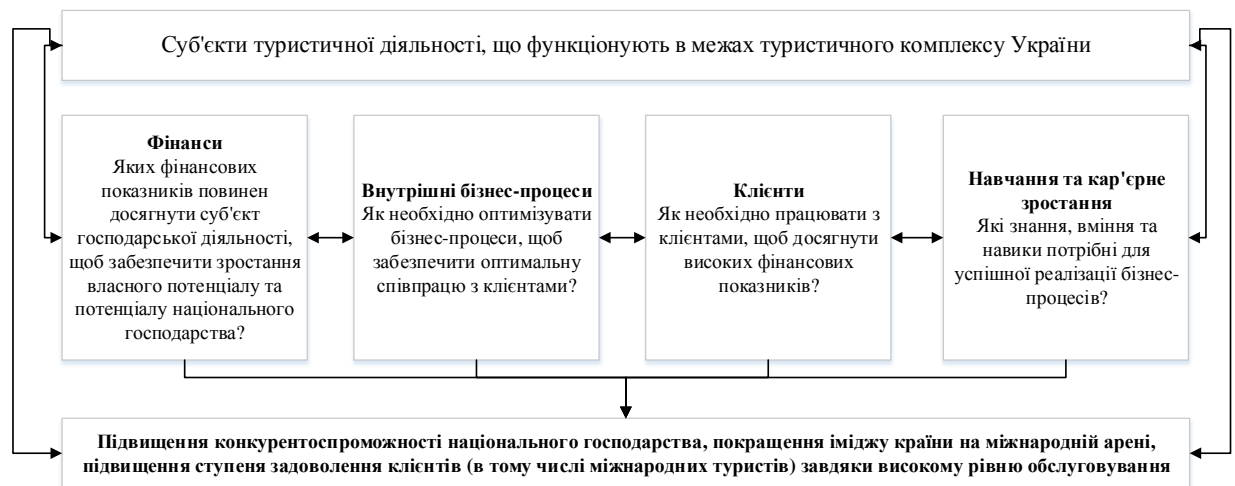 Суб'єкти туристичної діяльності, що функціонують в межах туристичного комплексу України
Фінанси
Яких фінансових
показників повинен
досягнути суб'єкт
господарської діяльності,
щоб забезпечити зростання
власного потенціалу та
потенціалу національного
господарства?
Внутрішні бізнес-процеси
Як необхідно оптимізувати
бізнес-процеси, щоб
забезпечити оптимальну
співпрацю з клієнтами?
Клієнти
Як необхідно працювати з
клієнтами, щоб досягнути
високих фінансових
показників?
Навчання та кар'єрне
зростання
Які знання, вміння та
навики потрібні для
успішної реалізації бізнес-
процесів?
Підвищення конкурентоспроможності національного господарства, покращення іміджу країни на міжнародній арені,
підвищення ступеня задоволення клієнтів (в тому числі міжнародних туристів) завдяки високому рівню обслуговування